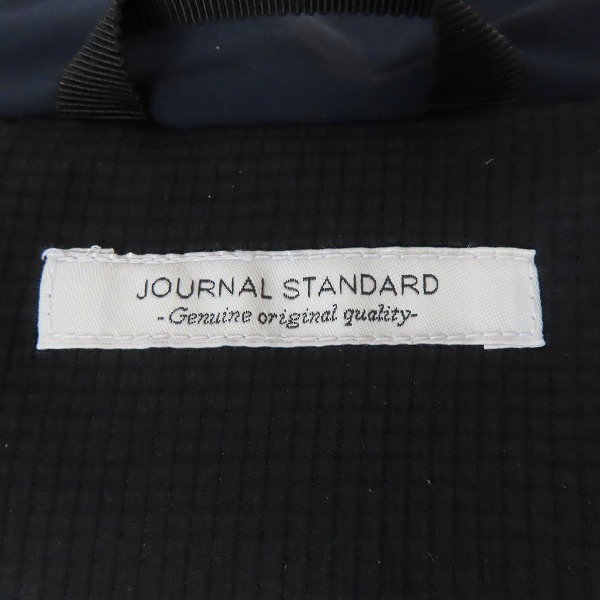 JOURNAL STANDARD
-Genuine original quality-